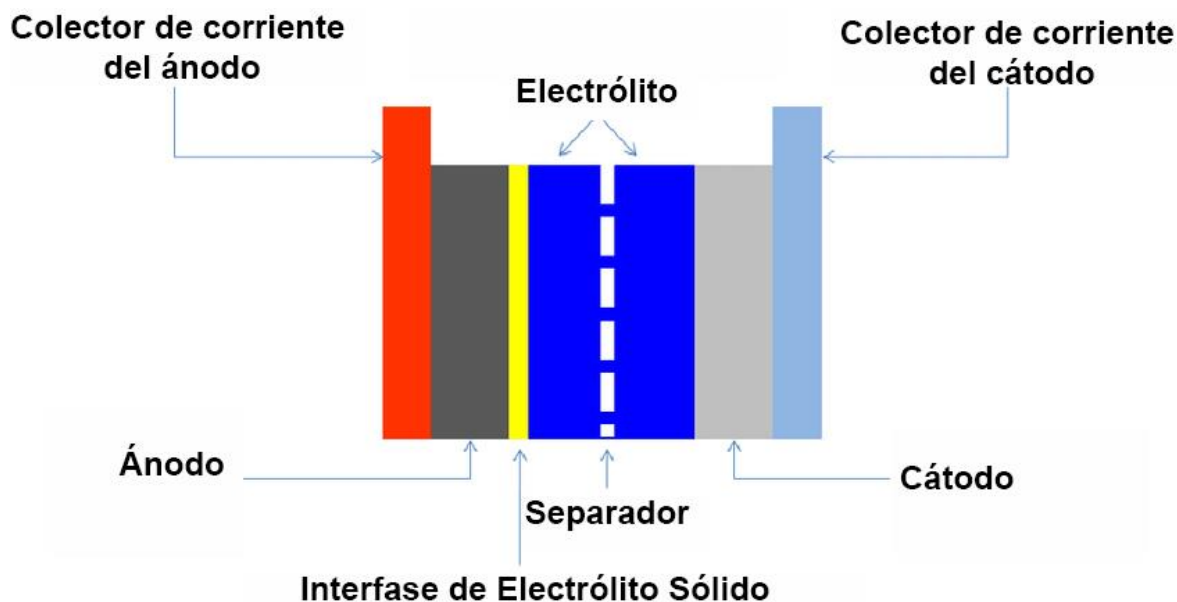 Colector de corriente
del ánodo
Colector de corriente
del cátodo
Electrólito
Ánodo
Cátodo
Separador
Interfase de Electrólito Sólido